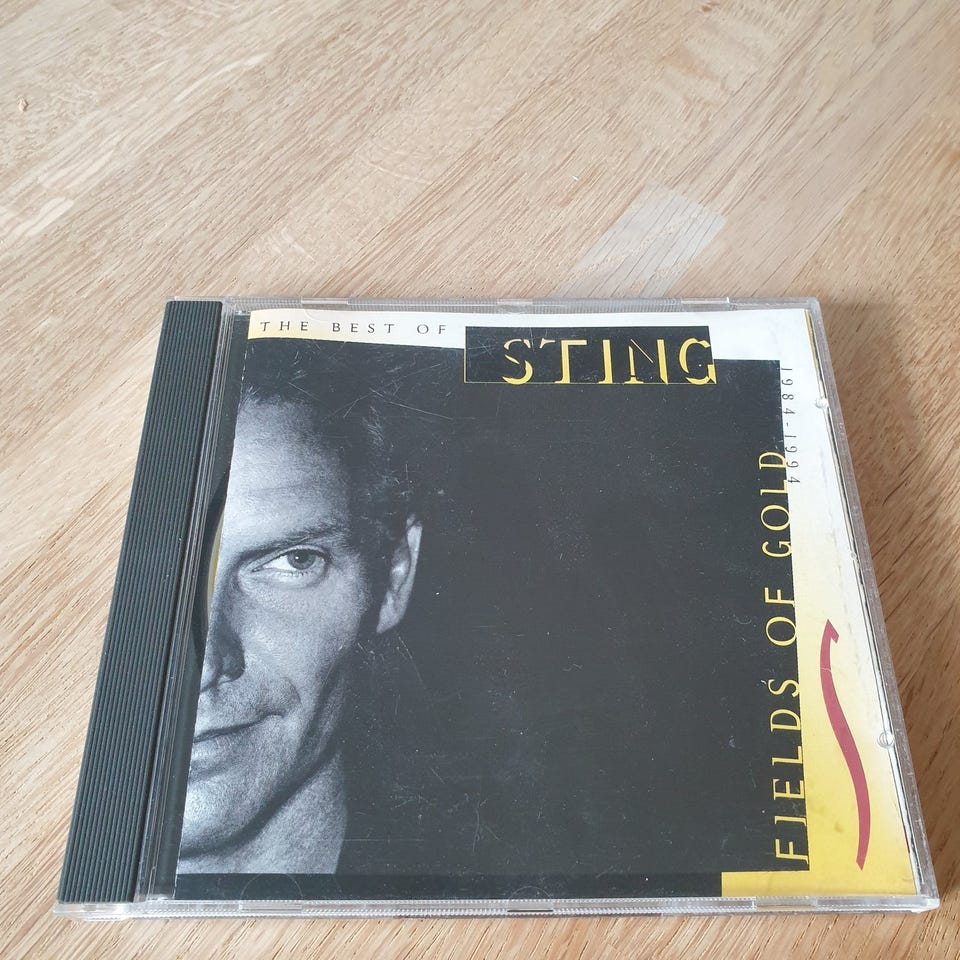 THE BEST OF
STING
1984-1994
FIELDS OF GOLD